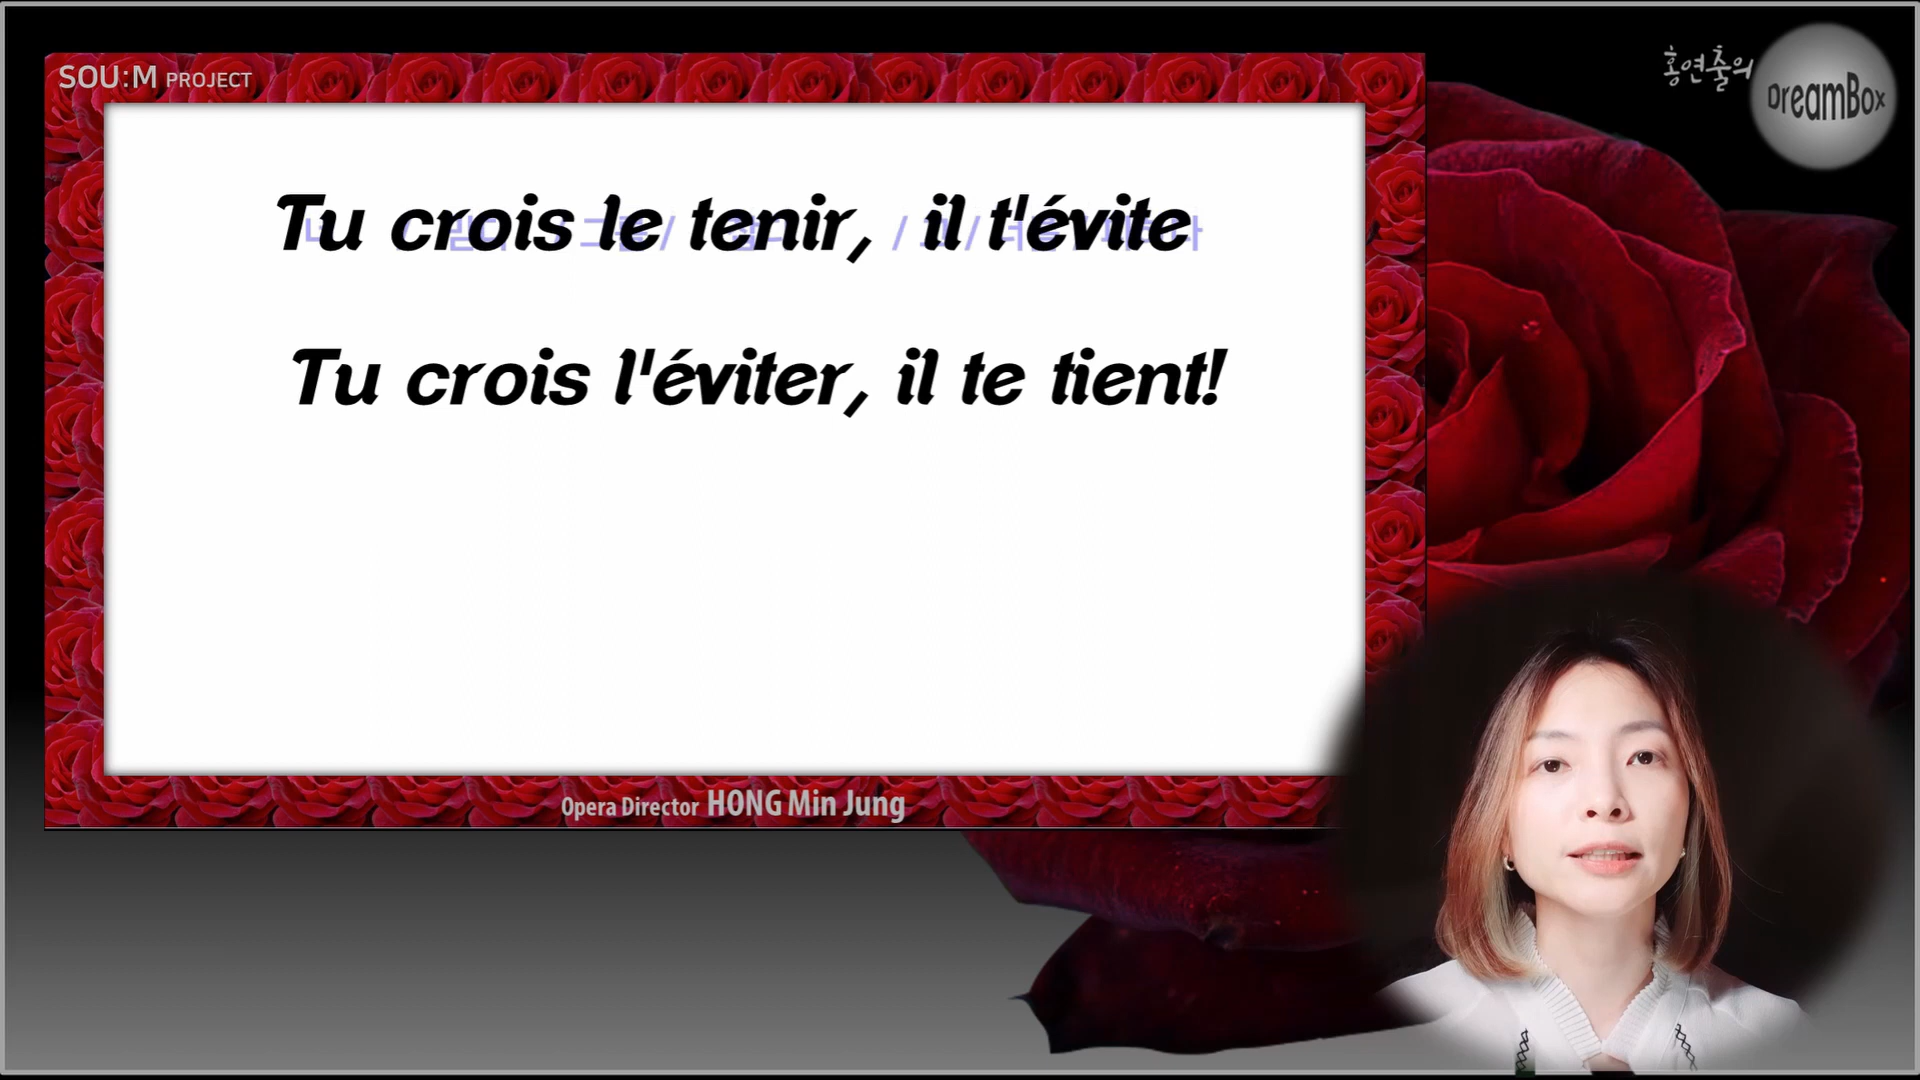 SOU:M PROJECT
홍연출의
DreamBox
Tu crois le tenir, il t'évite
Tu crois l'éviter, il te tient!
Opera Director HONG Min Jung